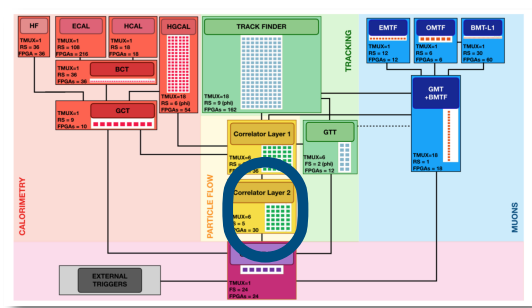 HF
TMUX=1
RS = 36
FPGA = 36
ECAL
TMUX=1
RS = 108
FPGAs = 216
HCAL
TMUX=1
RS = 18
FPGAs = 18
HGCAL
TMUX=18
RS = 6 (phi)
FPGAs = 54
TRACK FINDER
TMUX=18
RS = 9 (phi)
FPGAs = 162
TRACKING
EMTF
TMUX=1
RS = 12
FPGAs = 12
OMTF
TMUX=1
RS = 6
FPGAs = 6
BMT-L1
TMUX=1
FPGAs = 60
BCT
TMUX=1
RS = 36
FPGAs = 36
GCT
TMUX=1
RS = 9
FPGAs = 10
GMT
+BMTF
TMUX=18
RS = 1
FPGAs = 18
Correlator Layer 1
TMUX=6
GTT
TMUX=6
FS = 2 (phi)
FPGAs = 12
Correlator Layer 2
MUX=6
= 5
FPGAs = 30
CALORIMETRY
PARTICLE FLOW
MUONS
TMUX=1
FS = 24
FPGAs = 24
EXTERNAL
TRIGGERS